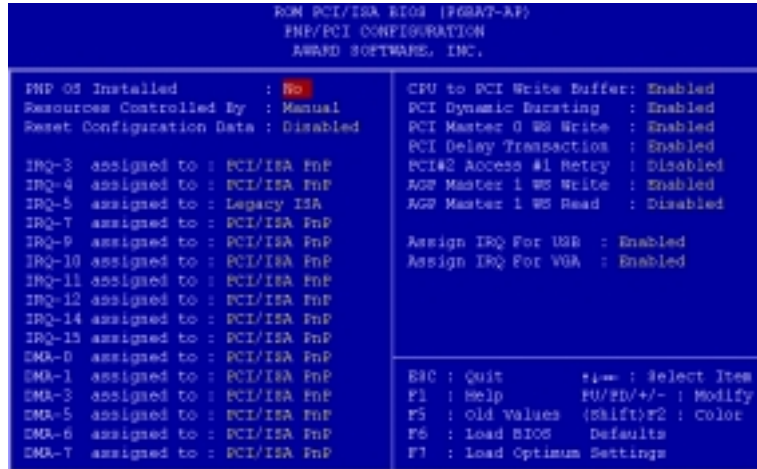 ROM PCI/ISA BIOS (P6BAT-AP)
PNP/PCI CONFIGURATION
AWARD SOFTWARE, INC.
PNP OS Installed : No
Resources Controlled By : Manual
Reset Configuration Data : Disabled
IRQ-3 assigned to : PCI/ISA PnP
IRQ-4 assigned to : PCI/ISA PnP
IRQ-5 assigned to : Legacy ISA
IRQ-7 assigned to : PCI/ISA PnP
IRQ-9 assigned to : PCI/ISA PnP
IRQ-10 assigned to : PCI/ISA PnP
IRQ-11 assigned to : PCI/ISA PnP
IRQ-12 assigned to : PCI/ISA PnP
IRQ-14 assigned to : PCI/ISA PnP
IRQ-15 assigned to : PCI/ISA PnP
DMA-0 assigned to : PCI/ISA PnP
DMA-1 assigned to : PCI/ISA PnP
DMA-3 assigned to : PCI/ISA PnP
DMA-5 assigned to : PCI/ISA PnP
DMA-6 assigned to : PCI/ISA PnP
DMA-7 assigned to : PCI/ISA PnP
CPU to PCI Write Buffer: Enabled
PCI Dynamic Bursting : Enabled
PCI Master 0 WS Write : Enabled
PCI Delay Transaction : Enabled
PCI#2 Access #1 Retry : Disabled
AGP Master 1 WS Write : Enabled
AGP Master 1 WS Read : Disabled
Assign IRQ For USB : Enabled
Assign IRQ For VGA : Enabled
ESC : Quit ↑↓→← : Select Item
F1 : Help PU/PD/+/- : Modify
F5 : Old Values (Shift)F2 : Color
F6 : Load BIOS Defaults
F7 : Load Optimum Settings